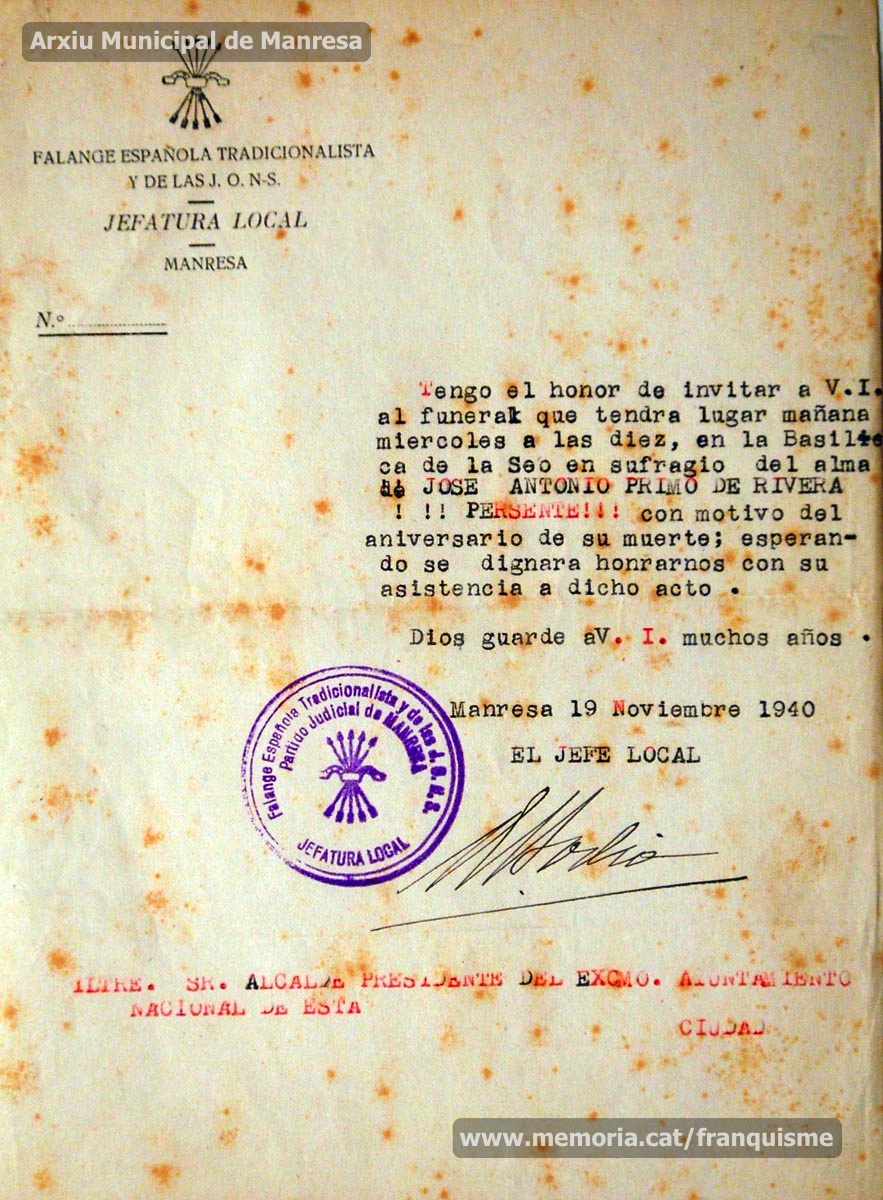 Arxiu Municipal de Manresa
FALANGE ESPAÑOLA TRADICIONALISTA
Y DE LAS J. O. N-S.
JEFATURA LOCAL
MANRESA
N.º
Tengo el honor de invitar a V.I.
al funeral que tendra lugar mañana
miercoles a las diez, en la Basili
ca de la Seo en sufragio del alma
de JOSE ANTONIO PRIMO DE RIVERA
! !! PERSENTE!!! con motivo del
aniversario de su muerte; esperan-
do se dignara honrarnos con su
asistencia a dicho acto .
Dios guarde aV. I. muchos años .
Manresa 19 Noviembre 1940
EL JEFE LOCAL
Falange Española Tradicionalista y de las J. O. N. S.
Partido Judicial de MANRESA
JEFATURA LOCAL
ILTRE. SR. ALCALDE PRESIDENTE DEL EXCMO. AYUNTAMIENTO
NACIONAL DE ESTA
CIUDAD
www.memoria.cat/franquisme